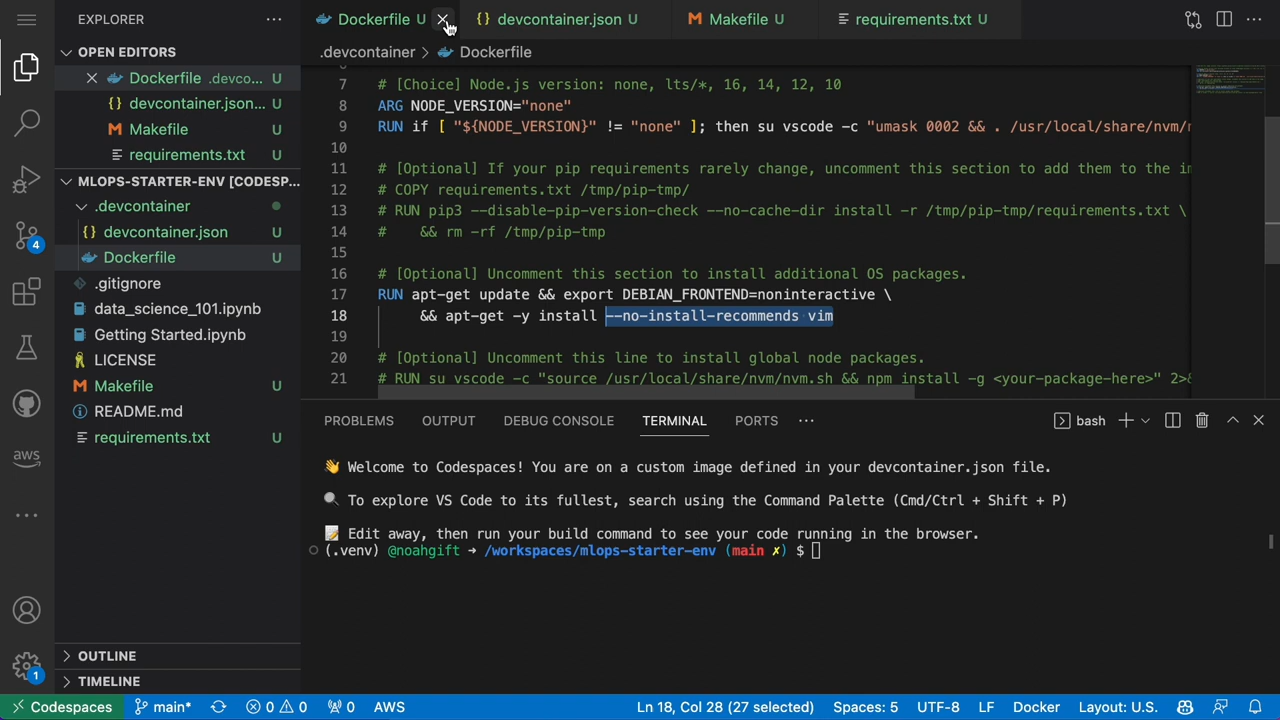 EXPLORER
Dockerfile U
devcontainer.json U
Makefile U
requirements.txt U
OPEN EDITORS
.devcontainer > Dockerfile
Dockerfile .devco... U
devcontainer.json... U
Makefile U
requirements.txt U
MLOPS-STARTER-ENV [CODESP...
.devcontainer
devcontainer.json U
Dockerfile U
.gitignore
data_science_101.ipynb
Getting Started.ipynb
LICENSE
Makefile U
README.md
requirements.txt U
OUTLINE
TIMELINE
4
aws
1
7 # [Choice] Node.js version: none, lts/*, 16, 14, 12, 10
8 ARG NODE_VERSION="none"
9 RUN if [ "${NODE_VERSION}" != "none" ]; then su vscode -c "umask 0002 && . /usr/local/share/nvm/
10
11 # [Optional] If your pip requirements rarely change, uncomment this section to add them to the im
12 # COPY requirements.txt /tmp/pip-tmp/
13 # RUN pip3 --disable-pip-version-check --no-cache-dir install -r /tmp/pip-tmp/requirements.txt \
14 #    && rm -rf /tmp/pip-tmp
15
16 # [Optional] Uncomment this section to install additional OS packages.
17 RUN apt-get update && export DEBIAN_FRONTEND=noninteractive \
18     && apt-get -y install --no-install-recommends vim
19
20 # [Optional] Uncomment this line to install global node packages.
21 # RUN su vscode -c "source /usr/local/share/nvm/nvm.sh && npm install -g <your-package-here>" 2>&
PROBLEMS OUTPUT DEBUG CONSOLE TERMINAL PORTS
bash
👋 Welcome to Codespaces! You are on a custom image defined in your devcontainer.json file.
🔍 To explore VS Code to its fullest, search using the Command Palette (Cmd/Ctrl + Shift + P)
📝 Edit away, then run your build command to see your code running in the browser.
(.venv) @noahgift ➜ /workspaces/mlops-starter-env (main ✗) $
Codespaces main* 0 0 0 AWS Ln 18, Col 28 (27 selected) Spaces: 5 UTF-8 LF Docker Layout: U.S.